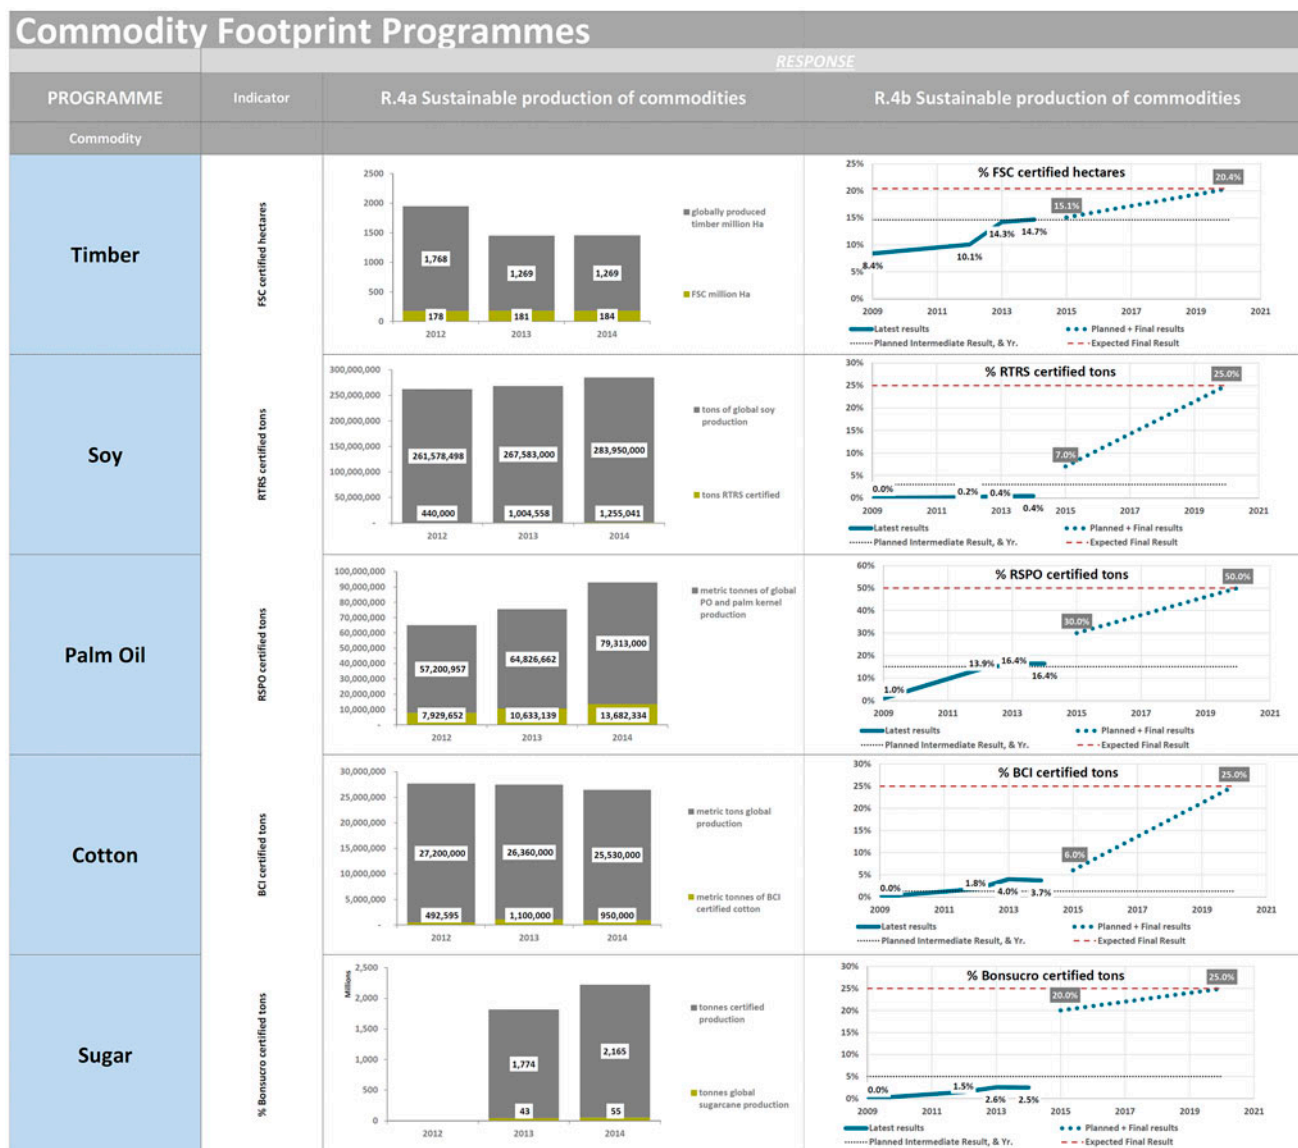 Commodity Footprint Programmes
RESPONSE
PROGRAMME
Indicator
R.4a Sustainable production of commodities
R.4b Sustainable production of commodities
Commodity
Timber
FSC certified hectares
2500
2000
1500
1000
500
0
1,768
1,269
1,269
178
181
184
2012
2013
2014
globally produced
timber million Ha
FSC million Ha
% FSC certified hectares
25%
20%
15%
10%
5%
0%
8.4%
10.1%
14.3%
14.7%
15.1%
20.4%
2009
2011
2013
2015
2017
2019
2021
Latest results
Planned + Final results
Planned Intermediate Result, & Yr.
Expected Final Result
Soy
RTRS certified tons
300,000,000
250,000,000
200,000,000
150,000,000
100,000,000
50,000,000
-
261,578,498
267,583,000
283,950,000
440,000
1,004,558
1,255,041
2012
2013
2014
tons of global soy
production
tons RTRS certified
% RTRS certified tons
30%
25%
20%
15%
10%
5%
0%
0.0%
0.2%
0.4%
0.4%
7.0%
25.0%
2009
2011
2013
2015
2017
2019
2021
Latest results
Planned + Final results
Planned Intermediate Result, & Yr.
Expected Final Result
Palm Oil
RSPO certified tons
100,000,000
90,000,000
80,000,000
70,000,000
60,000,000
50,000,000
40,000,000
30,000,000
20,000,000
10,000,000
-
57,200,957
64,826,662
79,313,000
7,929,652
10,633,139
13,682,334
2012
2013
2014
metric tonnes of global
PO and palm kernel
production
% RSPO certified tons
60%
50%
40%
30%
20%
10%
0%
1.0%
13.9%
16.4%
16.4%
30.0%
50.0%
2009
2011
2013
2015
2017
2019
2021
Latest results
Planned + Final results
Planned Intermediate Result, & Yr.
Expected Final Result
Cotton
BCI certified tons
30,000,000
25,000,000
20,000,000
15,000,000
10,000,000
5,000,000
-
27,200,000
26,360,000
25,530,000
492,595
1,100,000
950,000
2012
2013
2014
metric tons global
production
metric tonnes of BCI
certified cotton
% BCI certified tons
30%
25%
20%
15%
10%
5%
0%
0.0%
1.8%
4.0%
3.7%
6.0%
25.0%
2009
2011
2013
2015
2017
2019
2021
Latest results
Planned + Final results
Planned Intermediate Result, & Yr.
Expected Final Result
Sugar
% Bonsucro certified tons
Millions
2,500
2,000
1,500
1,000
500
0
1,774
2,165
43
55
2012
2013
2014
tonnes certified
production
tonnes global
sugarcane production
% Bonsucro certified tons
30%
25%
20%
15%
10%
5%
0%
0.0%
1.5%
2.6%
2.5%
20.0%
25.0%
2009
2011
2013
2015
2017
2019
2021
Latest results
Planned + Final results
Planned Intermediate Result, & Yr.
Expected Final Result